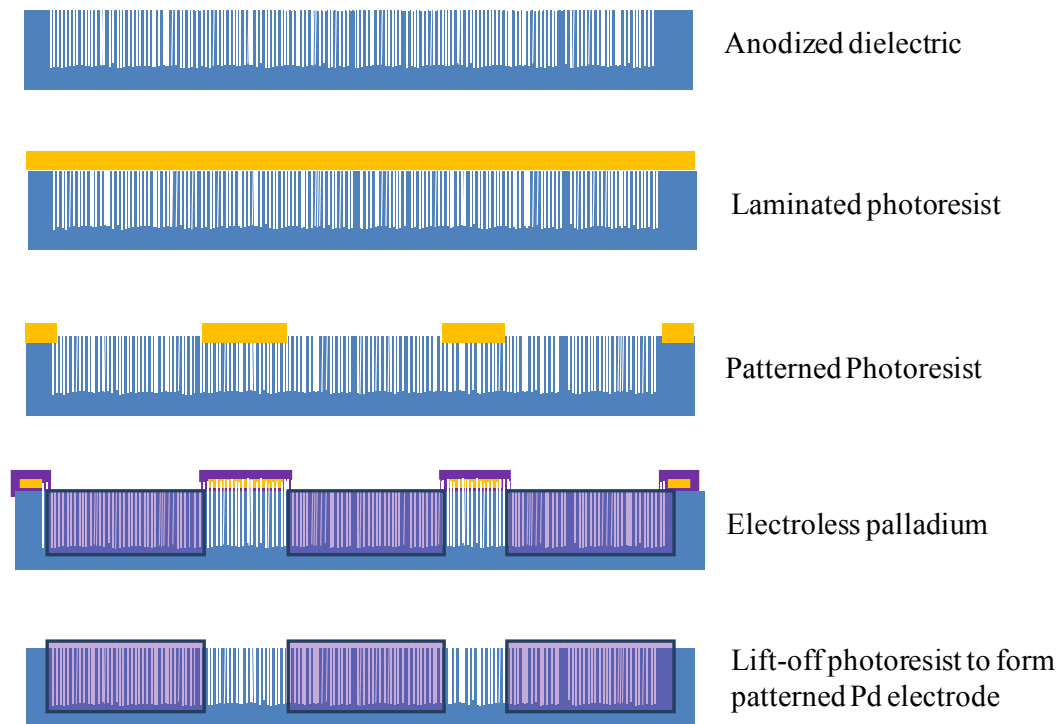 Anodized dielectric
Laminated photoresist
Patterned Photoresist
Electroless palladium
Lift-off photoresist to form
patterned Pd electrode